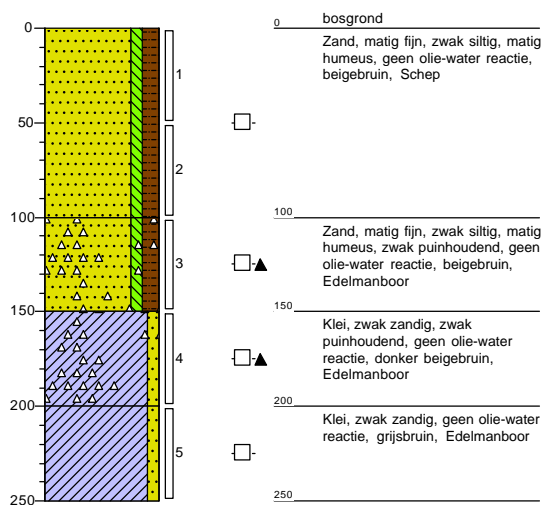 0
50
100
150
200
250
1
2
3
4
5
0
bosgrond
Zand, matig fijn, zwak siltig, matig
humeus, geen olie-water reactie,
beigebruin, Schep
100
Zand, matig fijn, zwak siltig, matig
humeus, zwak puinhoudend, geen
olie-water reactie, beigebruin,
Edelmanboor
150
Klei, zwak zandig, zwak
puinhoudend, geen olie-water
reactie, donker beigebruin,
Edelmanboor
200
Klei, zwak zandig, geen olie-water
reactie, grijsbruin, Edelmanboor
250